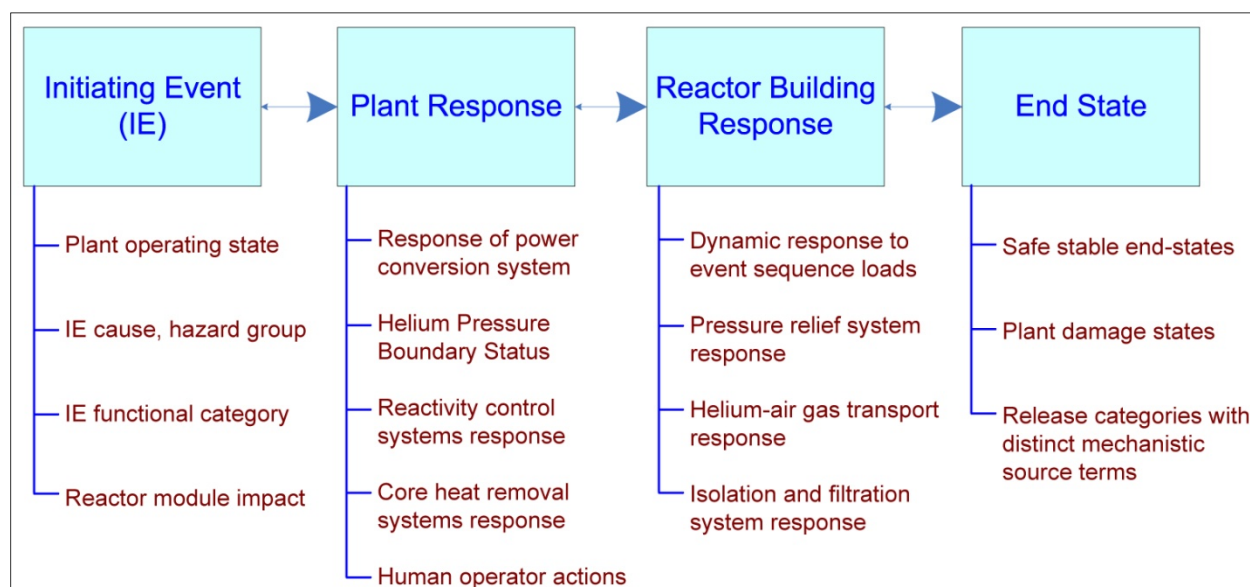 Initiating Event
(IE)
Plant Response
Reactor Building
Response
End State
Plant operating state
IE cause, hazard group
IE functional category
Reactor module impact
Response of power
conversion system
Helium Pressure
Boundary Status
Reactivity control
systems response
Core heat removal
systems response
Human operator actions
Dynamic response to
event sequence loads
Pressure relief system
response
Helium-air gas transport
response
Isolation and filtration
system response
Safe stable end-states
Plant damage states
Release categories with
distinct mechanistic
source terms